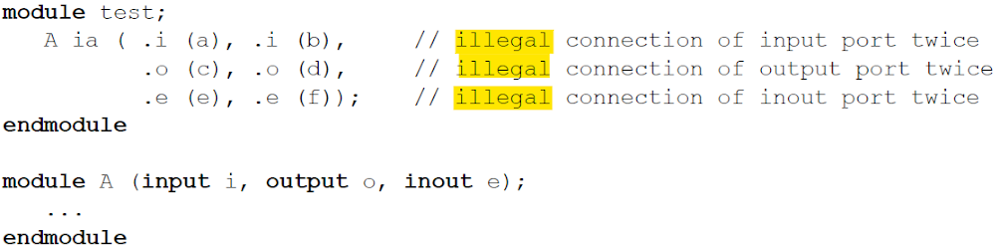 module test;
A ia ( .i (a), .i (b), // illegal connection of input port twice
.o (c), .o (d), // illegal connection of output port twice
.e (e), .e (f)); // illegal connection of inout port twice
endmodule
module A (input i, output o, inout e);
...
endmodule